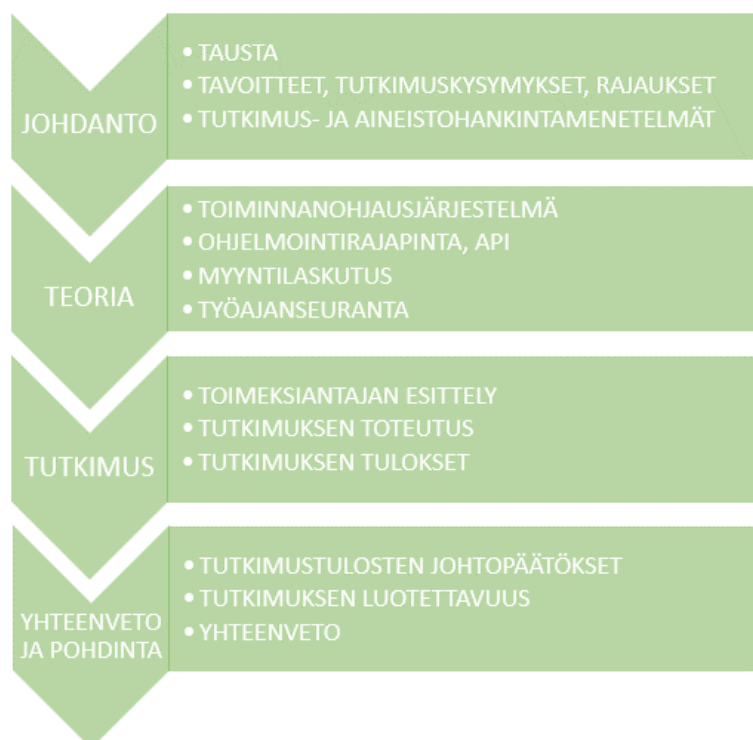 JOHDANTO
• TAUSTA
• TAVOITTEET, TUTKIMUSKYSYMYKSET, RAJAUKSET
• TUTKIMUS- JA AINEISTOHANKINTAMENETELMÄT
TEORIA
• TOIMINNANOHJAUSJÄRJESTELMÄ
• OHJELMOINTIRAJAPINTA, API
• MYYNTILASKUTUS
• TYÖAJANSEURANTA
TUTKIMUS
• TOIMEKSIANTAJAN ESITTELY
• TUTKIMUKSEN TOTEUTUS
• TUTKIMUKSEN TULOKSET
YHTEENVETO
JA POHDINTA
• TUTKIMUSTULOSTEN JOHTOPÄÄTÖKSET
• TUTKIMUKSEN LUOTETTAVUUS
• YHTEENVETO